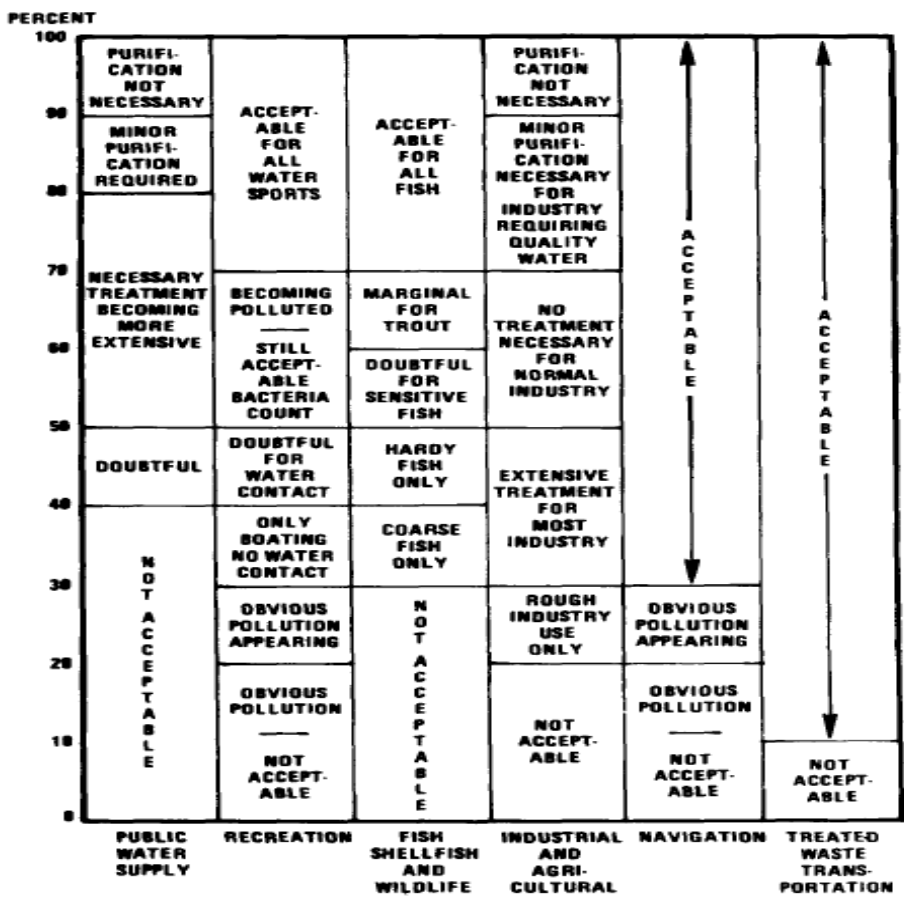 PERCENT
100
90
80
70
60
50
40
30
20
10
0
PURIFI-
CATION
NOT
NECESSARY
MINOR
PURIFI-
CATION
REQUIRED
NECESSARY
TREATMENT
BECOMING
MORE
EXTENSIVE
DOUBTFUL
NOT ACCEPTABLE
PUBLIC
WATER
SUPPLY
ACCEPT-
ABLE
FOR
ALL
WATER
SPORTS
BECOMING
POLLUTED
STILL
ACCEPT-
ABLE
BACTERIA
COUNT
DOUBTFUL
FOR
WATER
CONTACT
ONLY
BOATING
NO WATER
CONTACT
OBVIOUS
POLLUTION
APPEARING
OBVIOUS
POLLUTION
NOT
ACCEPT-
ABLE
RECREATION
ACCEPT-
ABLE
FOR
ALL
FISH
MARGINAL
FOR
TROUT
DOUBTFUL
FOR
SENSITIVE
FISH
HARDY
FISH
ONLY
COARSE
FISH
ONLY
NOT ACCEPTABLE
FISH
SHELLFISH
AND
WILDLIFE
PURIFI-
CATION
NOT
NECESSARY
MINOR
PURIFI-
CATION
NECESSARY
FOR
INDUSTRY
REQUIRING
QUALITY
WATER
NO
TREATMENT
NECESSARY
FOR
NORMAL
INDUSTRY
EXTENSIVE
TREATMENT
FOR
MOST
INDUSTRY
ROUGH
INDUSTRY
USE
ONLY
NOT
ACCEPT-
ABLE
INDUSTRIAL
AND
AGRI-
CULTURAL
ACCEPTABLE
OBVIOUS
POLLUTION
APPEARING
OBVIOUS
POLLUTION
NOT
ACCEPT-
ABLE
NAVIGATION
ACCEPTABLE
NOT
ACCEPT-
ABLE
TREATED
WASTE
TRANS-
PORTATION